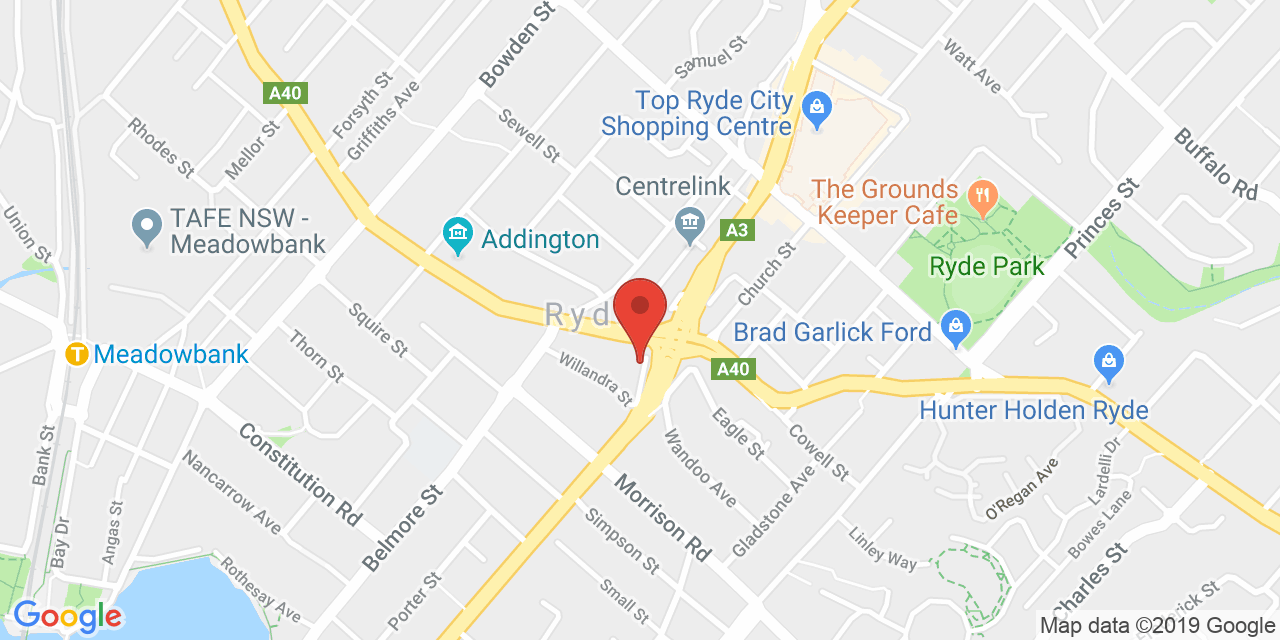 Bowden St
Samuel St
Watt Ave
A40
Forsyth St
Griffiths Ave
Top Ryde City
Shopping Centre
Rhodes St
Mellor St
Sewell St
Buffalo Rd
Centrelink
The Grounds
Keeper Cafe
Princes St
Union St
TAFE NSW -
Meadowbank
Addington
A3
Church St
Ryde Park
Ryd
Squire St
Thorn St
Meadowbank
Willandra St
Brad Garlick Ford
A40
Hunter Holden Ryde
Eagle St
Wandoo Ave
Cowell St
Gladstone Ave
Bank St
Constitution Rd
Nancarrow Ave
Belmore St
Morrison Rd
O'Regan Ave
Lardelli Dr
Bowes Lane
Bay Dr
Angas St
Simpson St
Linley Way
Rothesay Ave
Porter St
Small St
Charles St
erick St
Google
Map data ©2019 Google